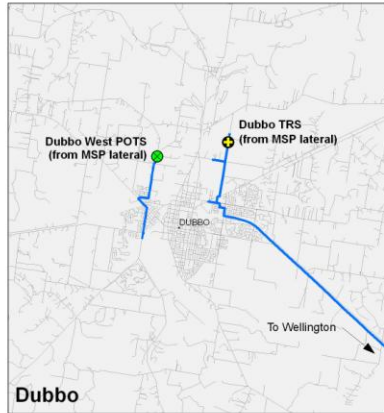 Dubbo TRS
(from MSP lateral)
Dubbo West POTS
(from MSP lateral)
DUBBO
To Wellington
Dubbo